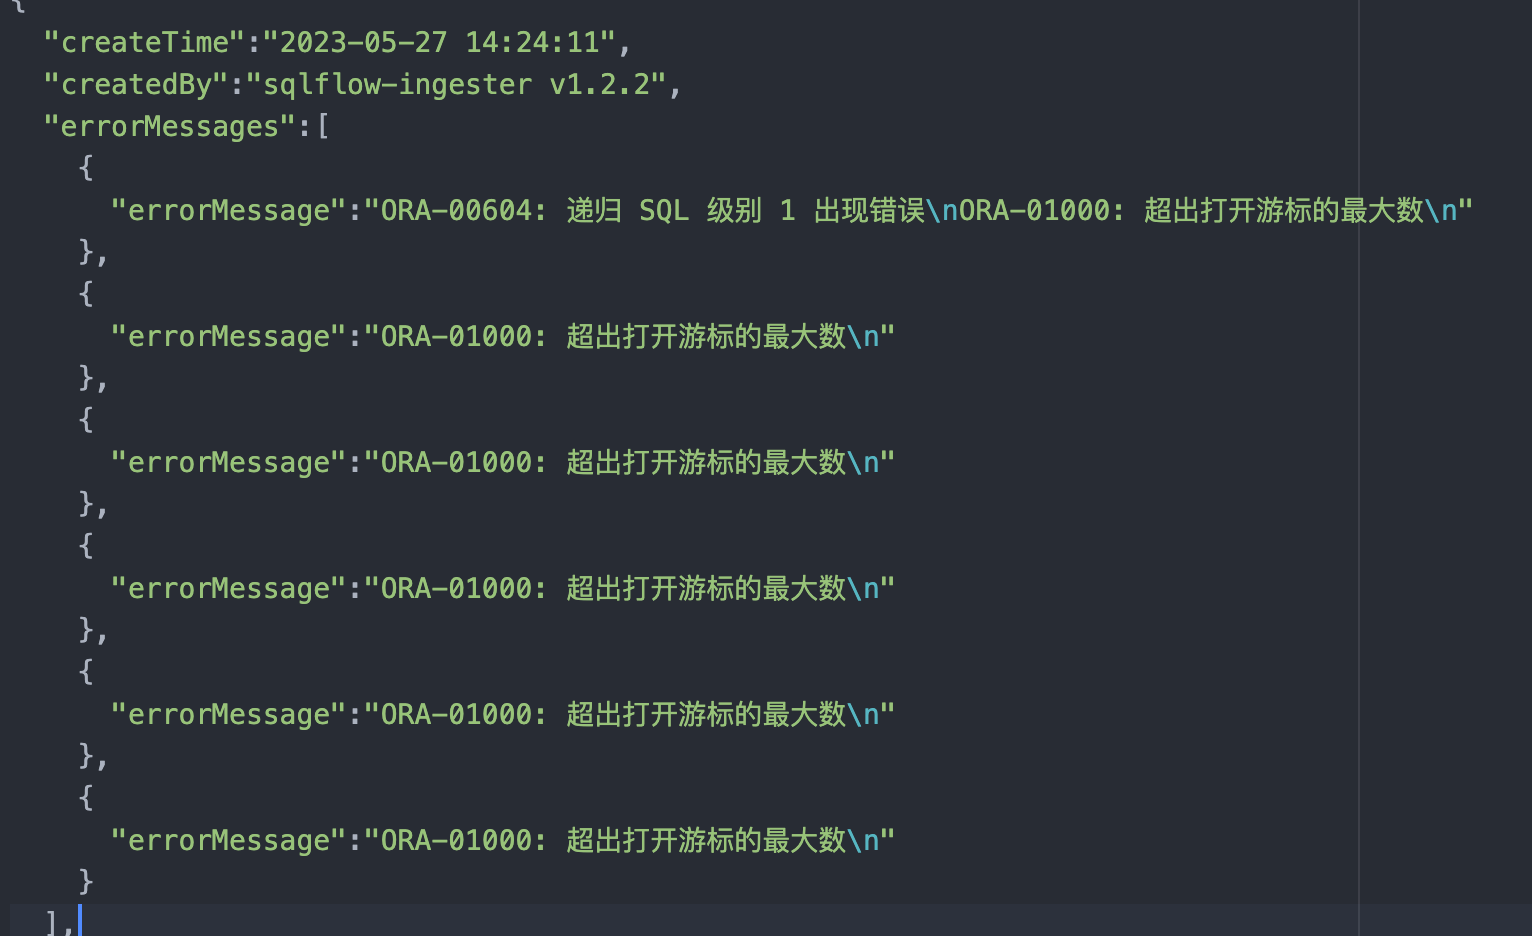 {
"createTime":"2023-05-27 14:24:11",
"createdBy":"sqlflow-ingester v1.2.2",
"errorMessages":[
{
"errorMessage":"ORA-00604: 递归 SQL 级别 1 出现错误\nORA-01000: 超出打开游标的最大数\n"
},
{
"errorMessage":"ORA-01000: 超出打开游标的最大数\n"
},
{
"errorMessage":"ORA-01000: 超出打开游标的最大数\n"
},
{
"errorMessage":"ORA-01000: 超出打开游标的最大数\n"
},
{
"errorMessage":"ORA-01000: 超出打开游标的最大数\n"
},
{
"errorMessage":"ORA-01000: 超出打开游标的最大数\n"
}
],